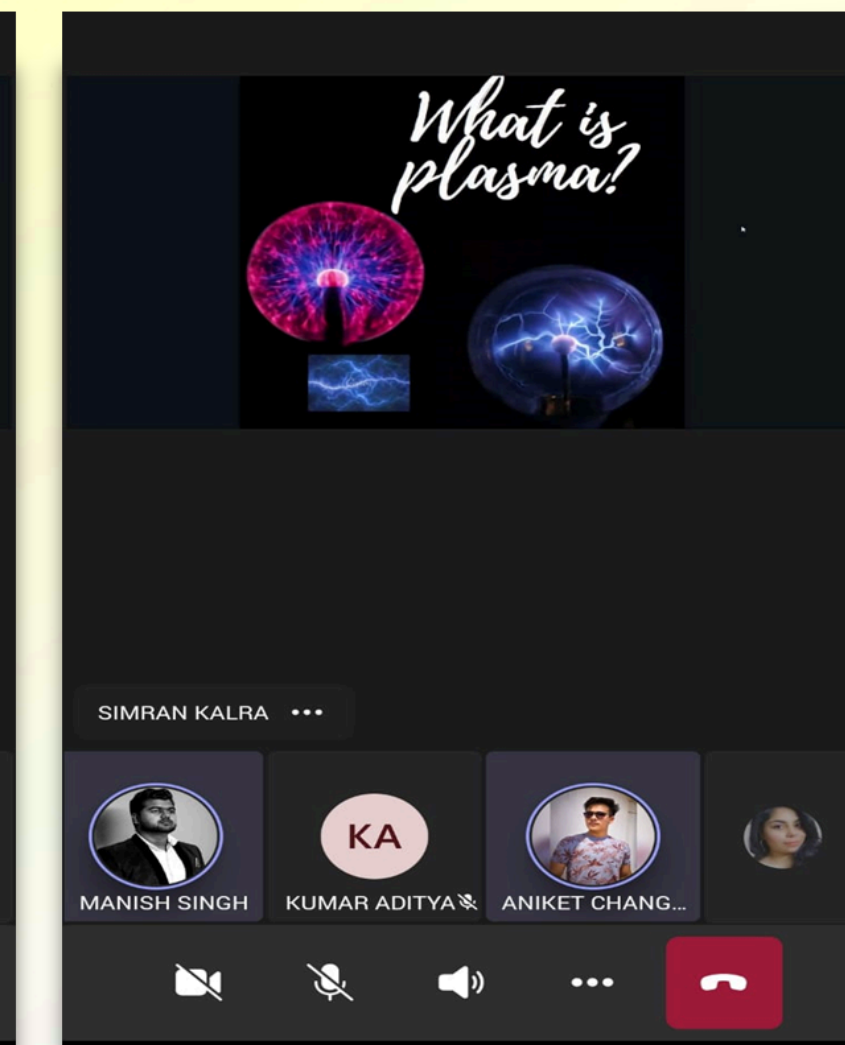 What is
plasma?
SIMRAN KALRA •••
KA
MANISH SINGH
KUMAR ADITYA
ANIKET CHANG...